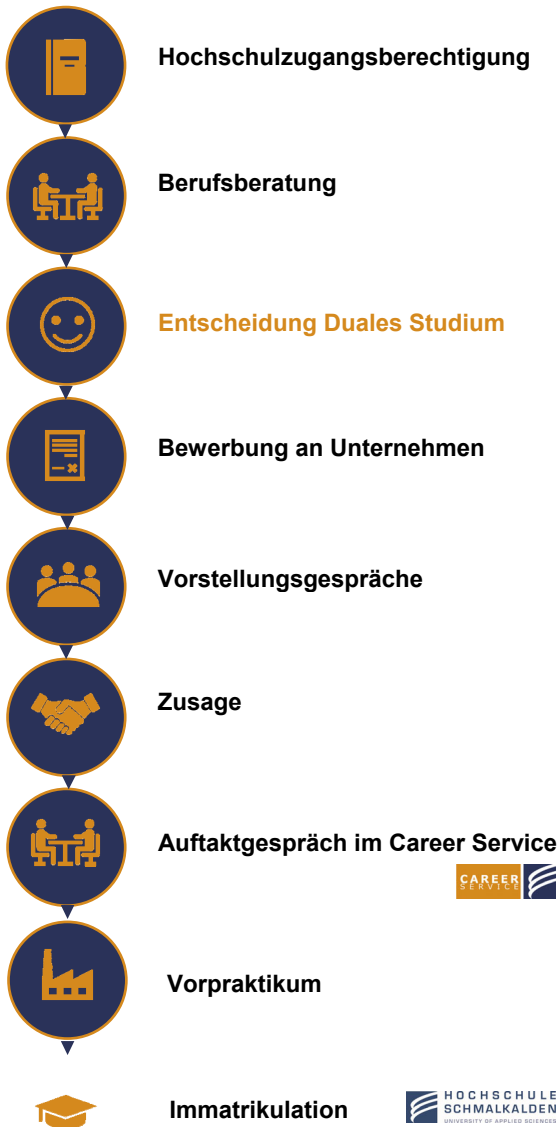 Hochschulzugangsberechtigung
Berufsberatung
Entscheidung Duales Studium
Bewerbung an Unternehmen
Vorstellungsgespräche
Zusage
Auftaktgespräch im Career Service
CAREER
SERVICE
Vorpraktikum
Immatrikulation
HOCHSCHULE
SCHMALKALDEN
UNIVERSITY OF APPLIED SCIENCES